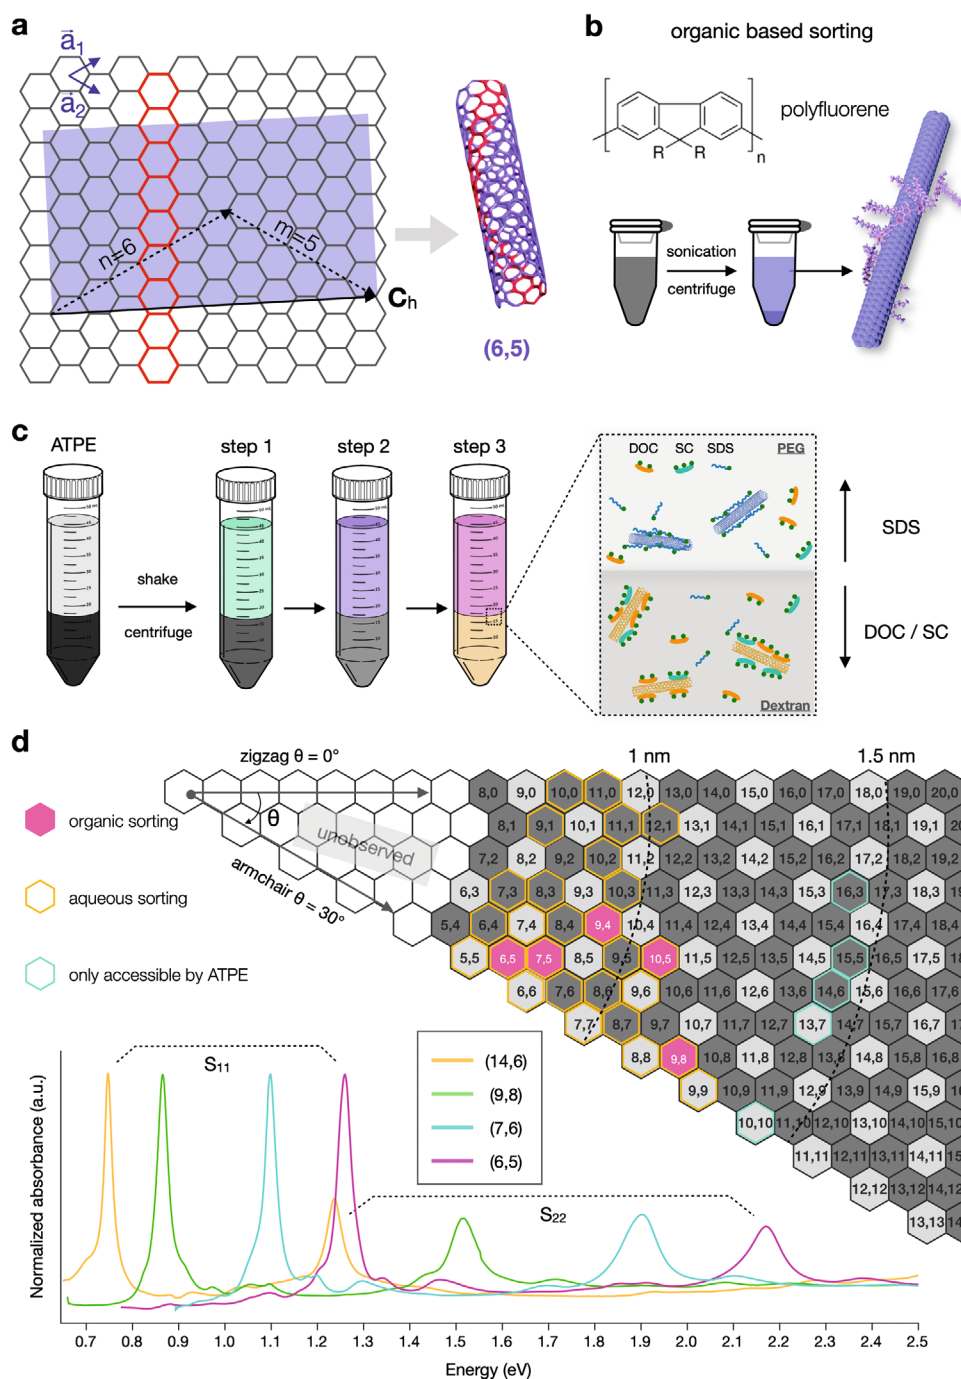 a
a1
a2
n=6
m=5
Ch
(6,5)
b
organic based sorting
polyfluorene
R R
n
sonication
centrifuge
c
ATPE
step 1
step 2
step 3
shake
centrifuge
DOC SC SDS
PEG
Dextran
SDS
DOC / SC
d
zigzag θ = 0°
θ
unobserved
armchair θ = 30°
1 nm
1.5 nm
organic sorting
aqueous sorting
only accessible by ATPE
8,0 9,0 10,0 11,0 12,0 13,0 14,0 15,0 16,0 17,0 18,0 19,0 20,0
8,1 9,1 10,1 11,1 12,1 13,1 14,1 15,1 16,1 17,1 18,1 19,1 20
7,2 8,2 9,2 10,2 11,2 12,2 13,2 14,2 15,2 16,2 17,2 18,2 19,2
6,3 7,3 8,3 9,3 10,3 11,3 12,3 13,3 14,3 15,3 16,3 17,3 18,3 19
5,4 6,4 7,4 8,4 9,4 10,4 11,4 12,4 13,4 14,4 15,4 16,4 17,4 18,4
5,5 6,5 7,5 8,5 9,5 10,5 11,5 12,5 13,5 14,5 15,5 16,5 17,5 18
6,6 7,6 8,6 9,6 10,6 11,6 12,6 13,6 14,6 15,6 16,6 17,6
7,7 8,7 9,7 10,7 11,7 12,7 13,7 14,7 15,7 16,7 17
8,8 9,8 10,8 11,8 12,8 13,8 14,8 15,8 16,8
9,9 10,9 11,9 12,9 13,9 14,9 15,9 16
10,10 11,10 12,10 13,10 14,10 15,10
11,11 12,11 13,11 14,11 15
12,12 13,12 14,12
13,13 14
S11
S22
(14,6)
(9,8)
(7,6)
(6,5)
Normalized absorbance (a.u.)
0.7 0.8 0.9 1.0 1.1 1.2 1.3 1.4 1.5 1.6 1.7 1.8 1.9 2.0 2.1 2.2 2.3 2.4 2.5
Energy (eV)